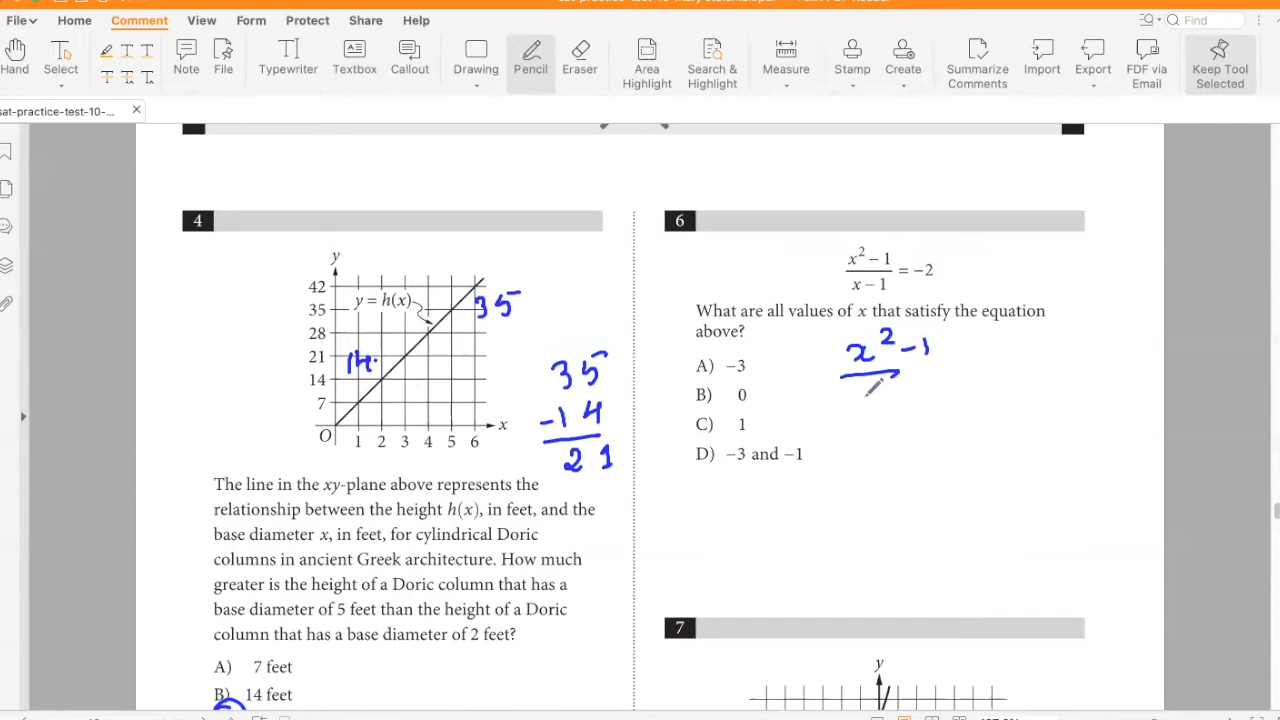 File Home Comment View Form Protect Share Help Find
Hand Select Note File Typewriter Textbox Callout Drawing Pencil Eraser Area Highlight Search & Highlight Measure Stamp Create Summarize Comments Import Export FDF via Email Keep Tool Selected
sat-practice-test-10-...
4
y
42
35
28
21
14
7
O 1 2 3 4 5 6 x
y = h(x)
35
14
35
-14
21
The line in the xy-plane above represents the
relationship between the height h(x), in feet, and the
base diameter x, in feet, for cylindrical Doric
columns in ancient Greek architecture. How much
greater is the height of a Doric column that has a
base diameter of 5 feet than the height of a Doric
column that has a base diameter of 2 feet?
A) 7 feet
B) 14 feet
6
x² − 1
x − 1
= −2
What are all values of x that satisfy the equation
above?
A) −3
B) 0
C) 1
D) −3 and −1
x² -1
7
y